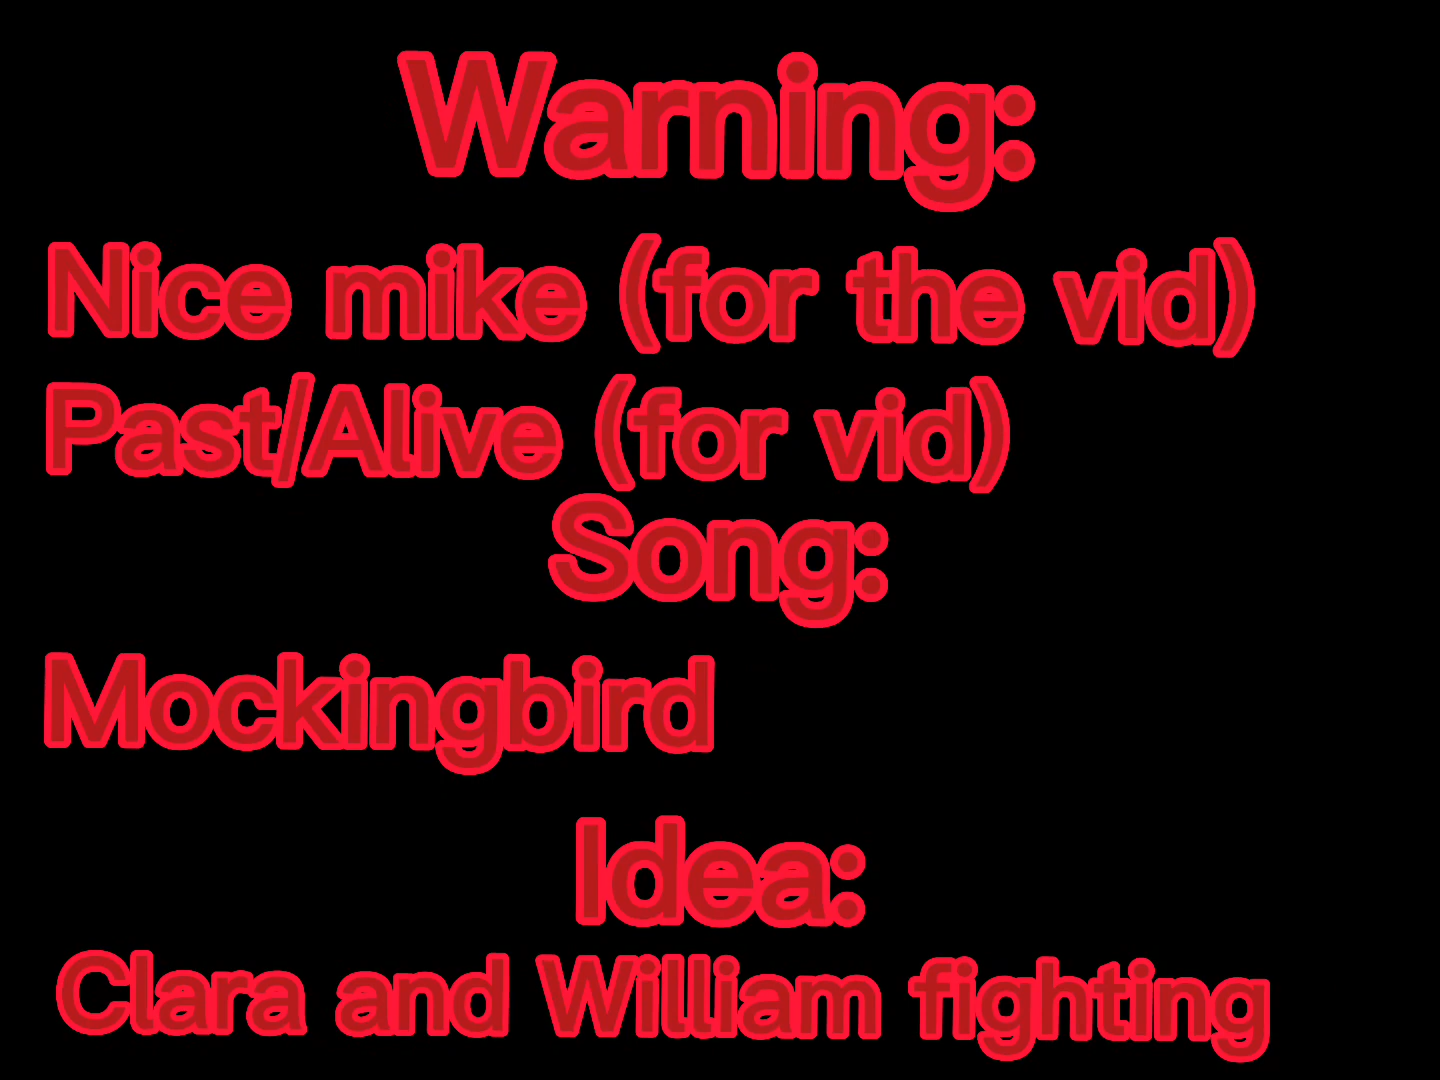 Warning:
Nice mike (for the vid)
Past/Alive (for vid)
Song:
Mockingbird
Idea:
Clara and William fighting